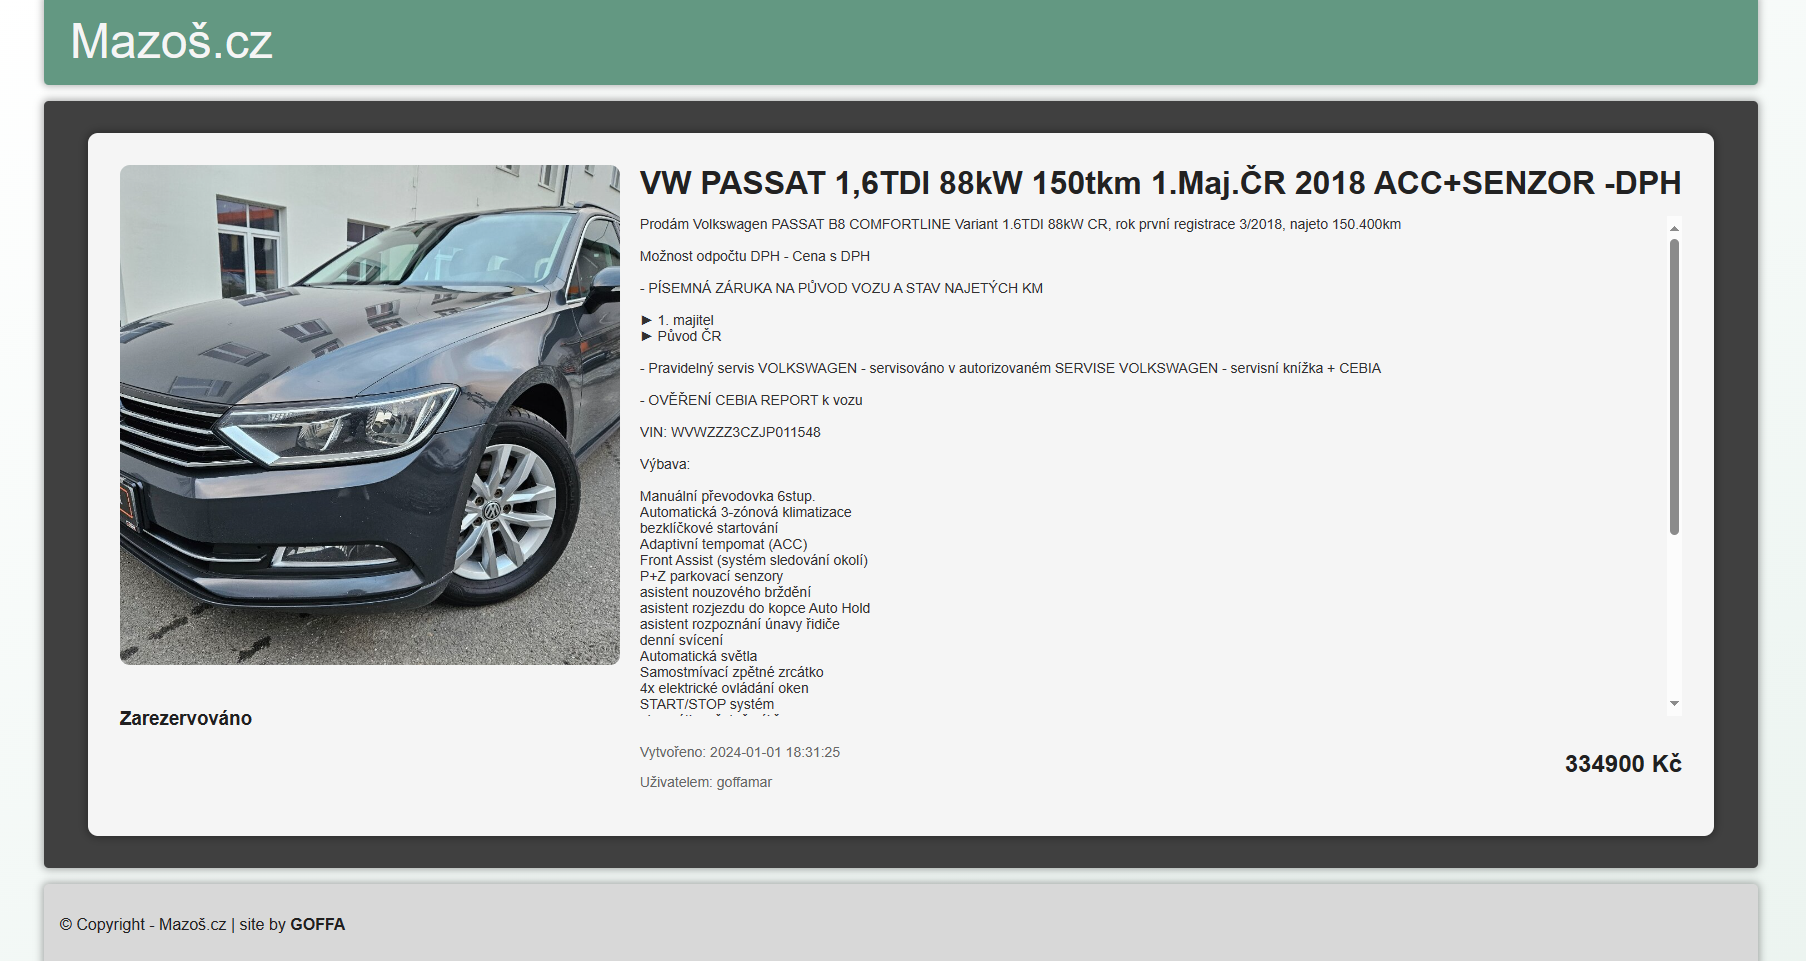 Mazoš.cz
VW PASSAT 1,6TDI 88kW 150tkm 1.Maj.ČR 2018 ACC+SENZOR -DPH
Prodám Volkswagen PASSAT B8 COMFORTLINE Variant 1.6TDI 88kW CR, rok první registrace 3/2018, najeto 150.400km
Možnost odpočtu DPH - Cena s DPH
- PÍSEMNÁ ZÁRUKA NA PŮVOD VOZU A STAV NAJETÝCH KM
► 1. majitel
► Původ ČR
- Pravidelný servis VOLKSWAGEN - servisováno v autorizovaném SERVISE VOLKSWAGEN - servisní knížka + CEBIA
- OVĚŘENÍ CEBIA REPORT k vozu
VIN: WVWZZZ3CZJP011548
Výbava:
Manuální převodovka 6stup.
Automatická 3-zónová klimatizace
bezklíčkové startování
Adaptivní tempomat (ACC)
Front Assist (systém sledování okolí)
P+Z parkovací senzory
asistent nouzového brždění
asistent rozjezdu do kopce Auto Hold
asistent rozpoznání únavy řidiče
denní svícení
Automatická světla
Samostmívací zpětné zrcátko
4x elektrické ovládání oken
START/STOP systém
Zarezervováno
Vytvořeno: 2024-01-01 18:31:25
Uživatelem: goffamar
334900 Kč
© Copyright - Mazoš.cz | site by GOFFA